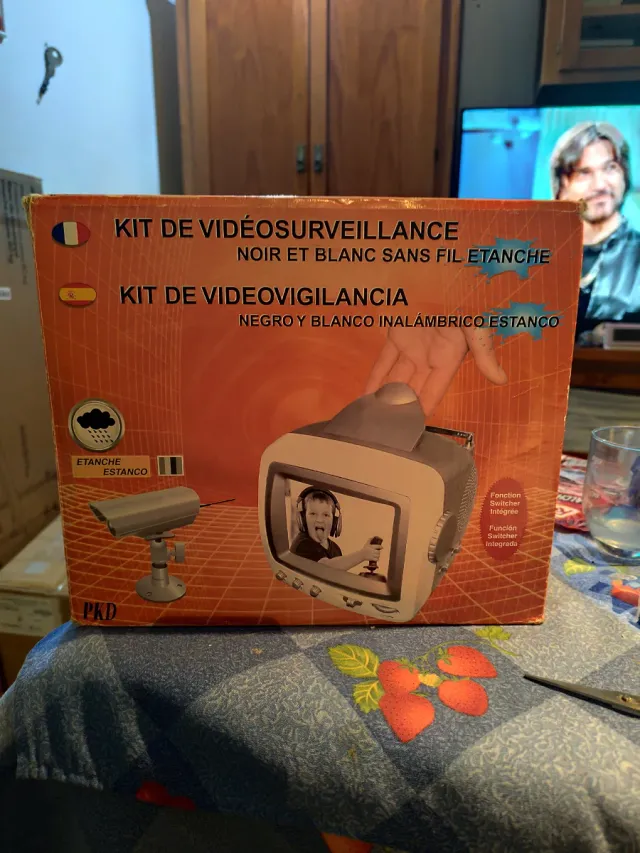 KIT DE VIDÉOSURVEILLANCE
NOIR ET BLANC SANS FIL ETANCHE
KIT DE VIDEOVIGILANCIA
NEGRO Y BLANCO INALÁMBRICO ESTANCO
ETANCHE
ESTANCO
Fonction
Switcher
Intégrée
Función
Switcher
Integrada
PKD